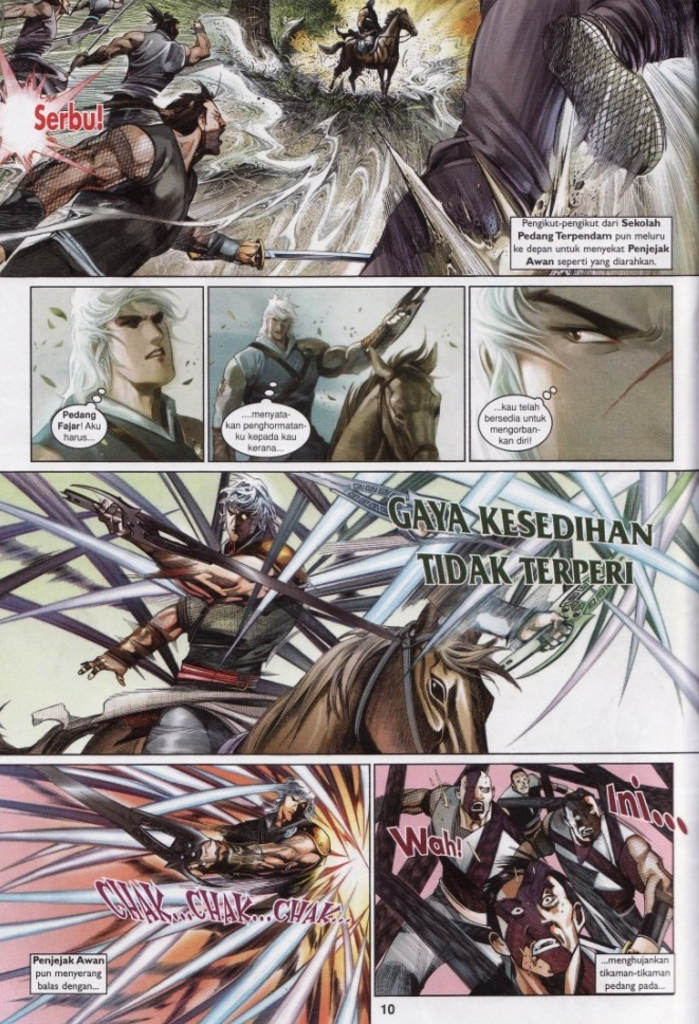 Serbu!
Pengikut-pengikut dari Sekolah
Pedang Terpendam pun meluru
ke depan untuk menyekat Penjejak
Awan seperti yang diarahkan.
Pedang
Fajar! Aku
harus...
....menyata-
kan penghormatan-
ku kepada kau
kerana...
...kau telah
bersedia untuk
mengorban-
kan diri!
GAYA KESEDIHAN
TIDAK TERPERI
CHAK...CHAK...CHAK...
Penjejak Awan
pun menyerang
balas dengan...
Wah!
Ini...
...menghujankan
tikaman-tikaman
pedang pada...
10